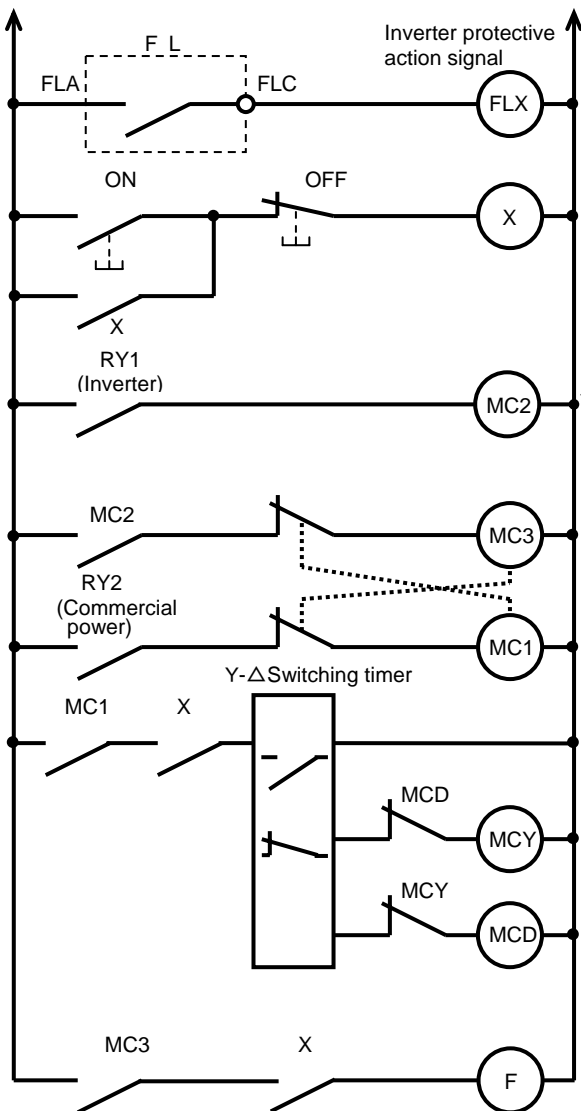 Inverter protective
action signal
F L
FLA
FLC
FLX
ON
OFF
X
X
RY1
(Inverter)
MC2
MC2
MC3
RY2
(Commercial
power)
MC1
Y-△Switching timer
MC1
X
MCD
MCY
MCY
MCD
MC3
X
F